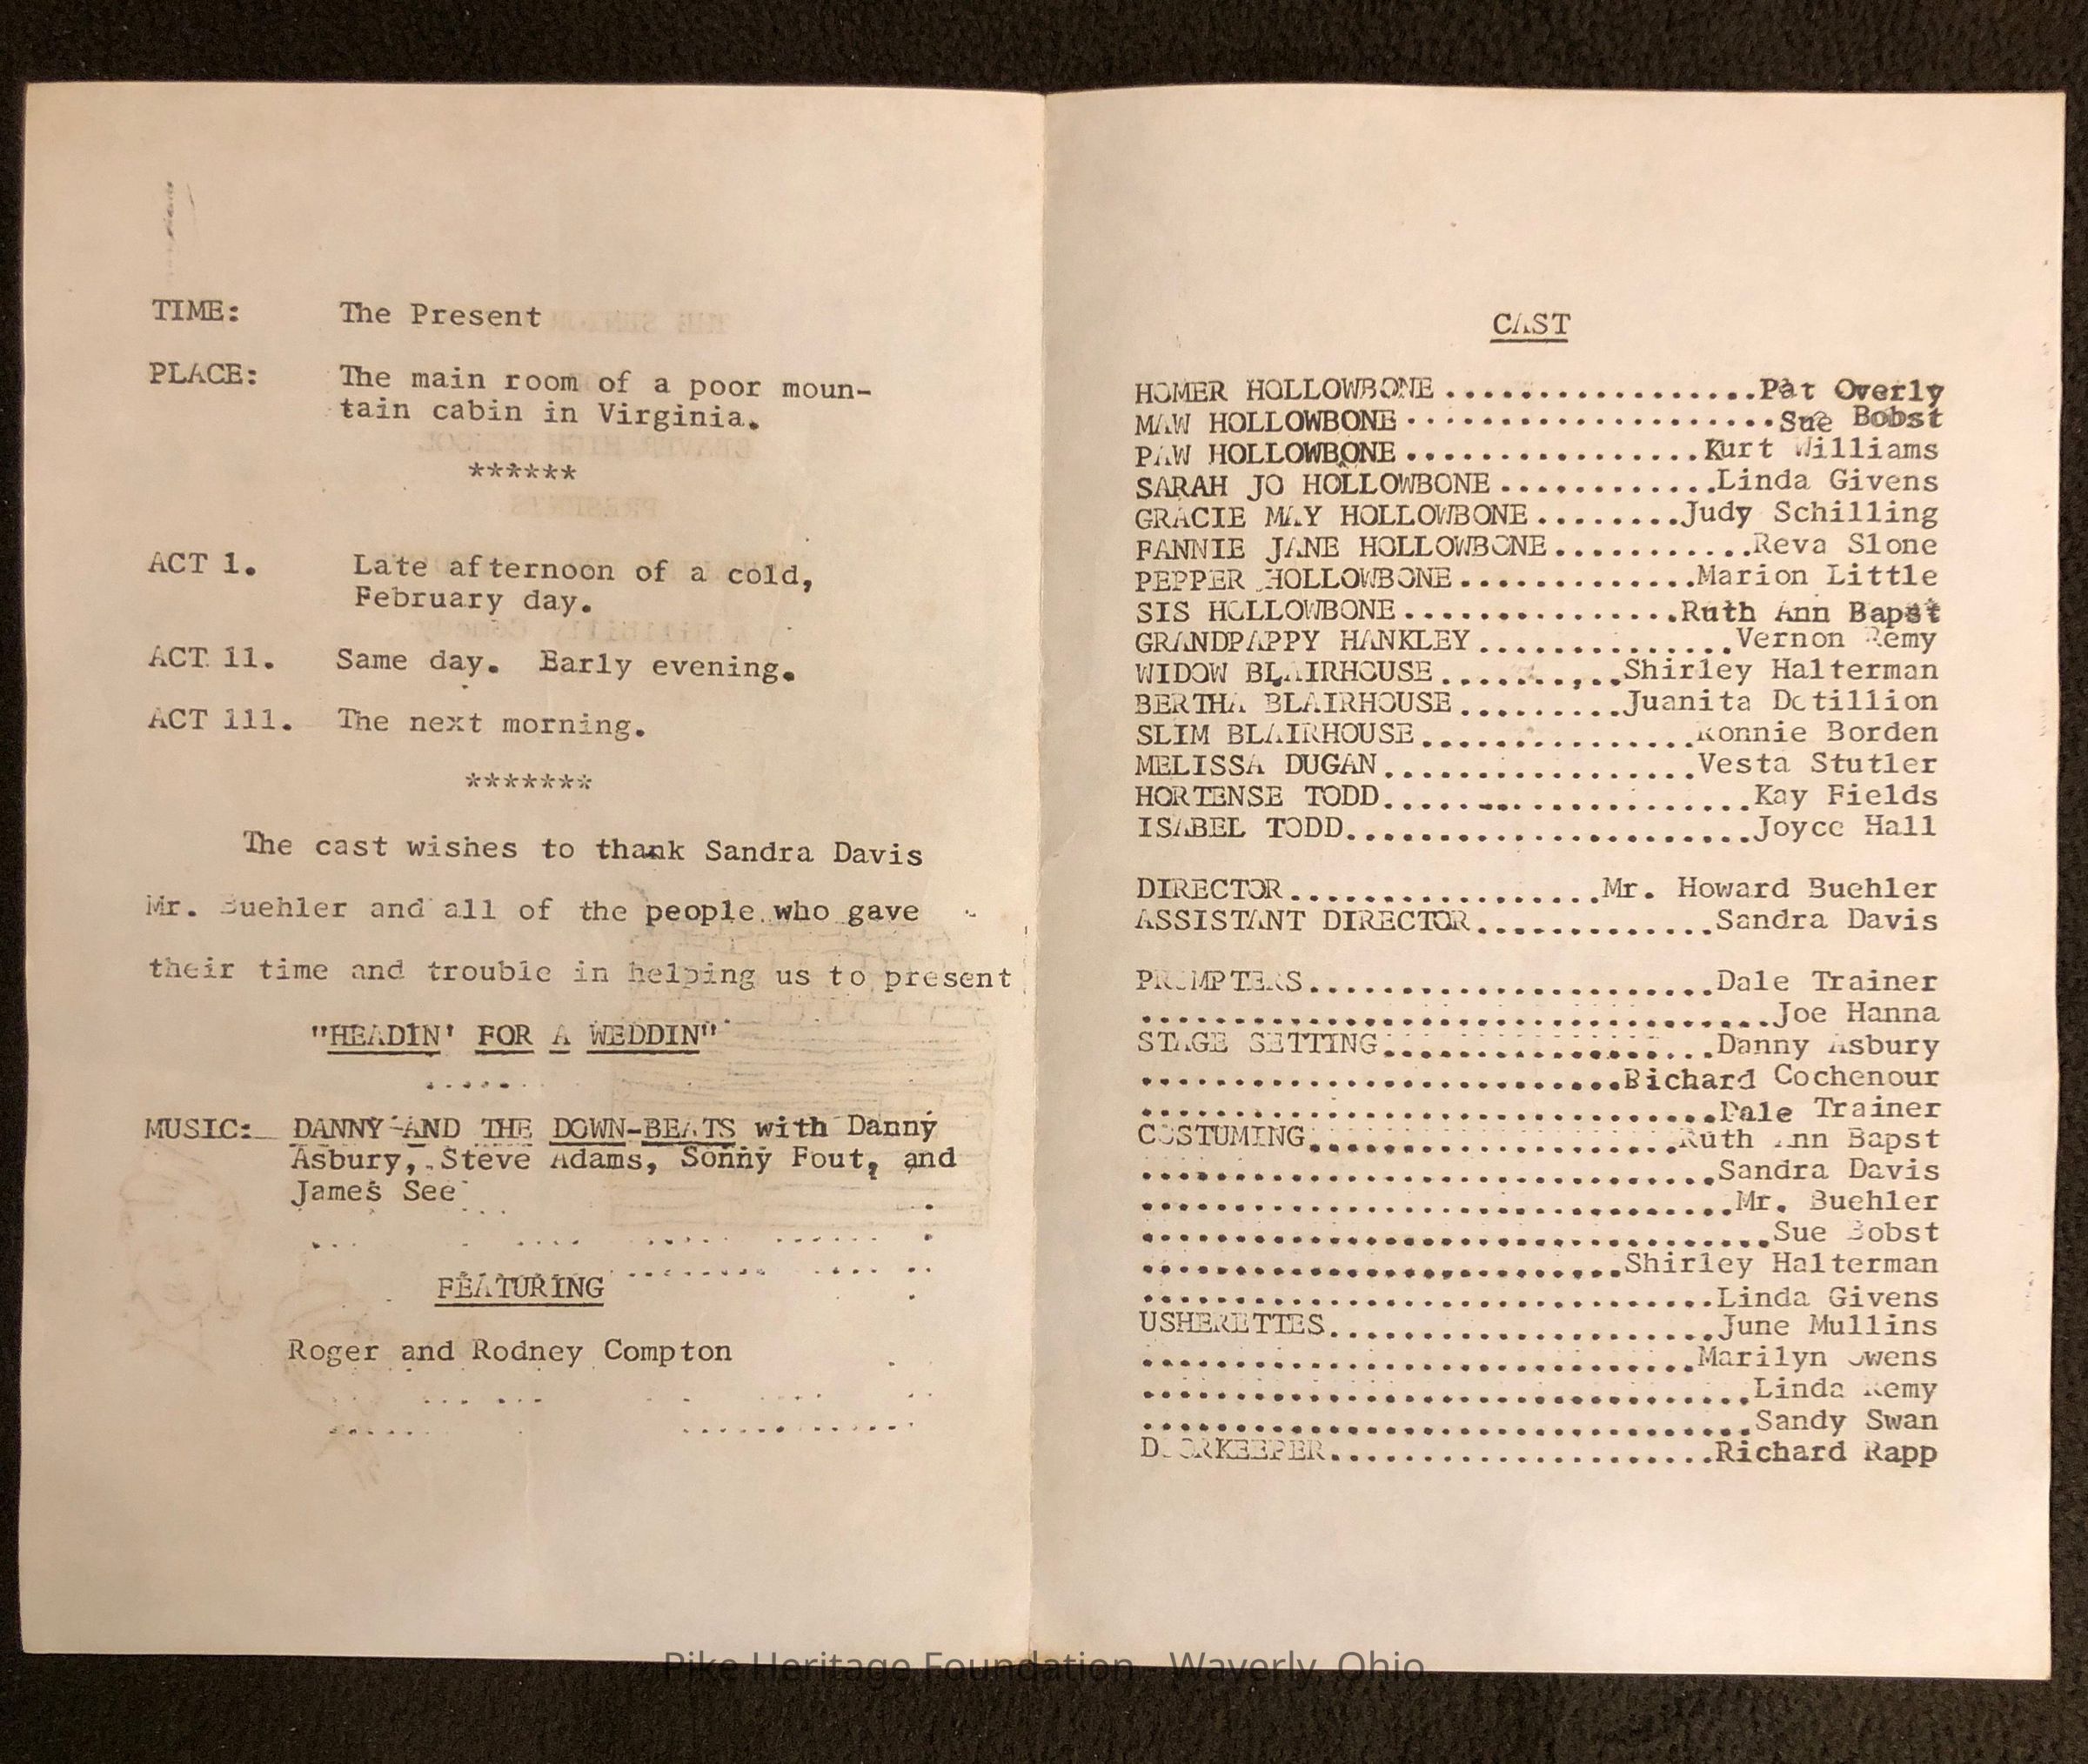 TIME: The Present
PLACE: The main room of a poor moun-
tain cabin in Virginia.
******
ACT 1. Late afternoon of a cold,
February day.
ACT 11. Same day. Early evening.
ACT 111. The next morning.
*******
The cast wishes to thank Sandra Davis
Mr. Buehler and all of the people who gave
their time and trouble in helping us to present
"HEADIN' FOR A WEDDIN"
MUSIC: DANNY AND THE DOWN-BEATS with Danny
Asbury, Steve Adams, Sonny Fout, and
James See
FEATURING
Roger and Rodney Compton
CAST
HOMER HOLLOWBONE.................Pat Overly
MAW HOLLOWBONE....................Sue Bobst
PAW HOLLOWBONE................Kurt Williams
SARAH JO HOLLOWBONE............Linda Givens
GRACIE MAY HOLLOWBONE........Judy Schilling
FANNIE JANE HOLLOWBONE...........Reva Slone
PEPPER HOLLOWBONE.............Marion Little
SIS HOLLOWBONE...............Ruth Ann Bapst
GRANDPAPPY HANKLEY..............Vernon Remy
WIDOW BLAIRHOUSE..........Shirley Halterman
BERTHA BLAIRHOUSE.........Juanita Dotillion
SLIM BLAIRHOUSE...............Ronnie Borden
MELISSA DUGAN.................Vesta Stutler
HORTENSE TODD....................Kay Fields
ISABEL TODD......................Joyce Hall
DIRECTOR.................Mr. Howard Buehler
ASSISTANT DIRECTOR.............Sandra Davis
PROMPTERS......................Dale Trainer
..................................Joe Hanna
STAGE SETTING..................Danny Asbury
..........................Richard Cochenour
...............................Dale Trainer
COSTUMING....................Ruth Ann Bapst
...............................Sandra Davis
................................Mr. Buehler
..................................Sue Bobst
..........................Shirley Halterman
...............................Linda Givens
USHERETTES.....................June Mullins
..............................Marilyn Owens
.................................Linda Remy
.................................Sandy Swan
DOORKEEPER.....................Richard Rapp
Pike Heritage Foundation, Waverly, Ohio